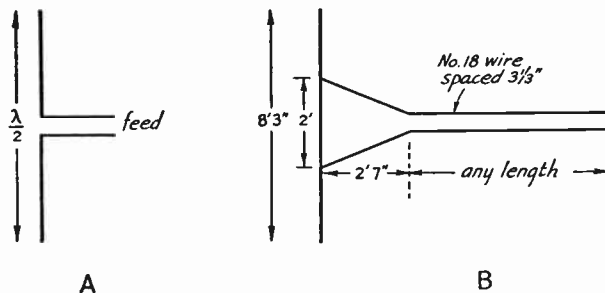 λ/2
feed
A
8'3"
2'
No.18 wire
spaced 3⅓"
2'7"
any length
B